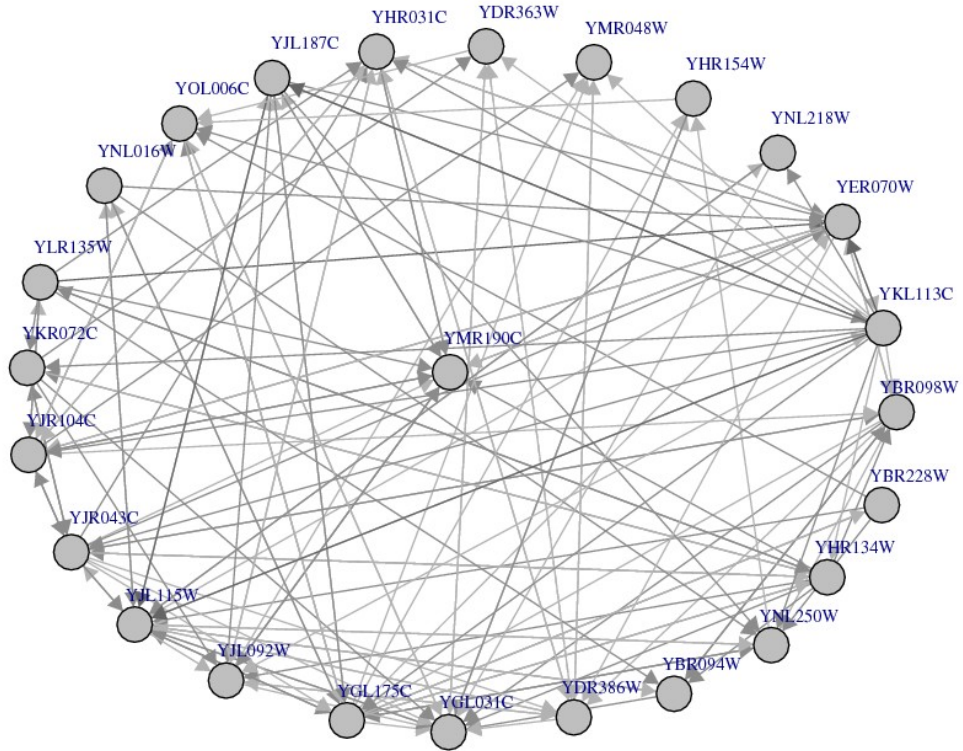 YHR031C
YDR363W
YJL187C
YMR048W
YHR154W
YOL006C
YNL218W
YNL016W
YER070W
YLR135W
YKL113C
YKR072C
YMR190C
YBR098W
YJR104C
YBR228W
YJR043C
YHR134W
YJL115W
YNL250W
YJL092W
YBR094W
YGL175C
YDR386W
YGL031C